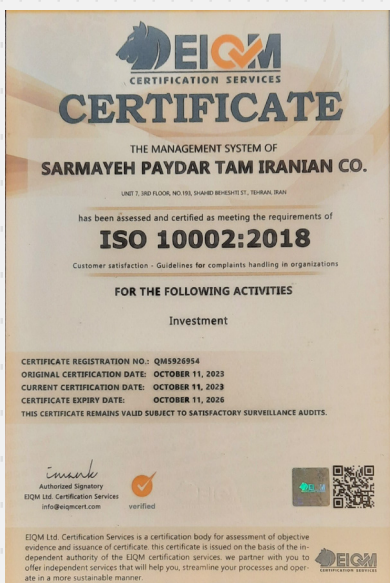 EIQM
CERTIFICATION SERVICES
CERTIFICATE
THE MANAGEMENT SYSTEM OF
SARMAYEH PAYDAR TAM IRANIAN CO.
UNIT 7, 3RD FLOOR, NO.193, SHAHID BEHESHTI ST., TEHRAN, IRAN
has been assessed and certified as meeting the requirements of
ISO 10002:2018
Customer satisfaction - Guidelines for complaints handling in organizations
FOR THE FOLLOWING ACTIVITIES
Investment
CERTIFICATE REGISTRATION NO.: QMS926954
ORIGINAL CERTIFICATION DATE: OCTOBER 11, 2023
CURRENT CERTIFICATION DATE: OCTOBER 11, 2023
CERTIFICATE EXPIRY DATE: OCTOBER 11, 2026
THIS CERTIFICATE REMAINS VALID SUBJECT TO SATISFACTORY SURVEILLANCE AUDITS.
Authorized Signatory
EIQM Ltd. Certification Services
info@eiqmcert.com
verified
EIQM Ltd. Certification Services is a certification body for assessment of objective
evidence and issuance of certificate. this certificate is issued on the basis of the in-
dependent authority of the EIQM certification services. we partner with you to
offer independent services that will help you, streamline your processes and oper-
ate in a more sustainable manner.
EIQM
CERTIFICATION SERVICES